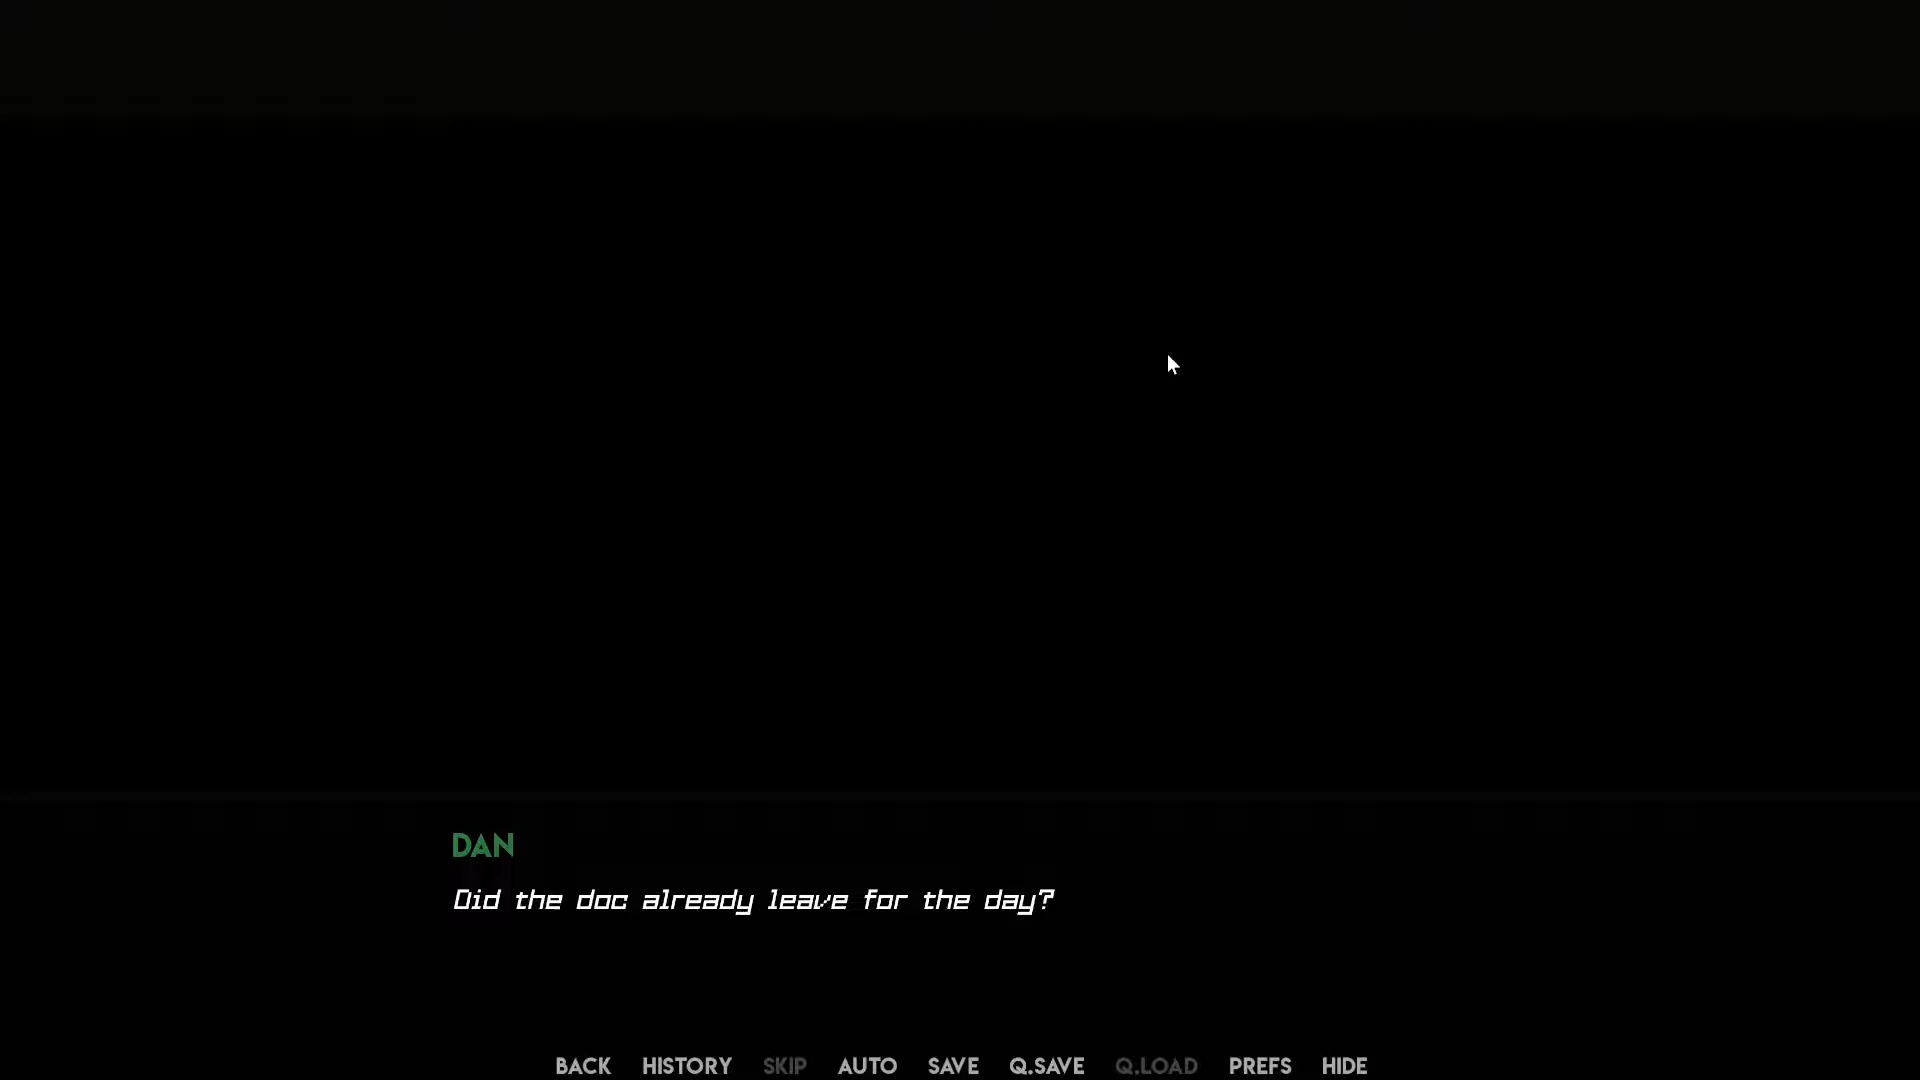 DAN
Did the doc already leave for the day?
BACK HISTORY SKIP AUTO SAVE Q.SAVE Q.LOAD PREFS HIDE